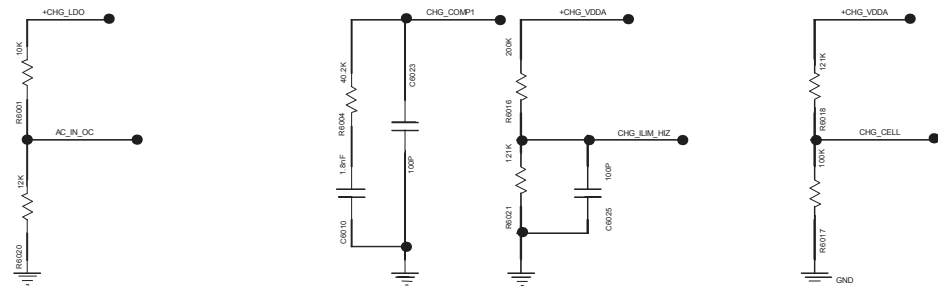 +CHG_LDO
10K
R6001
AC_IN_OC
12K
R6020
CHG_COMP1
40.2K
R6004
1.8nF
C6010
C6023
100P
+CHG_VDDA
200K
R6016
CHG_ILIM_HIZ
121K
R6021
100P
C6025
+CHG_VDDA
121K
R6018
CHG_CELL
100K
R6017
GND